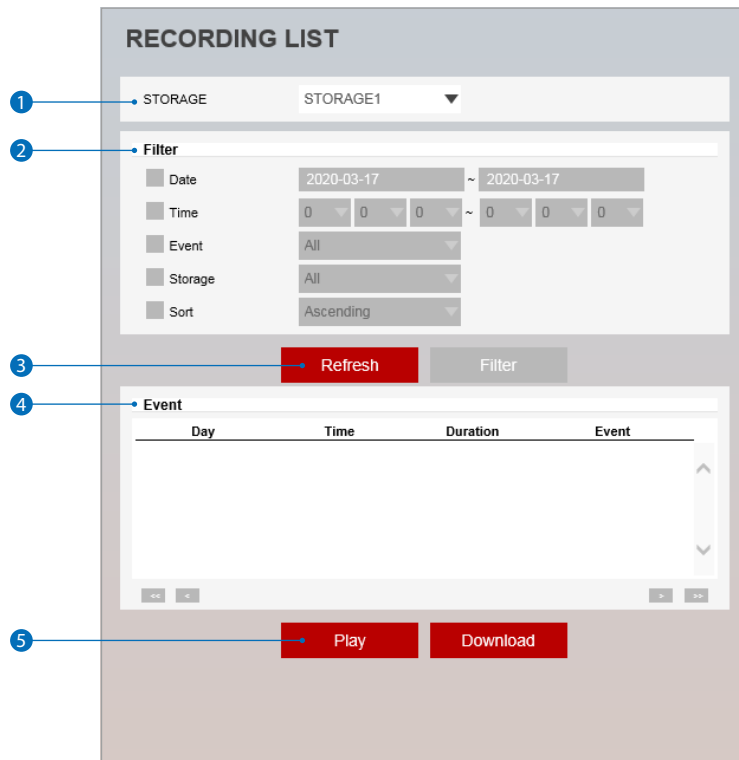 RECORDING LIST
1 STORAGE STORAGE1
2 Filter
Date 2020-03-17 ~ 2020-03-17
Time 0 0 0 ~ 0 0 0
Event All
Storage All
Sort Ascending
3 Refresh Filter
4 Event
Day Time Duration Event
<< < > >>
5 Play Download